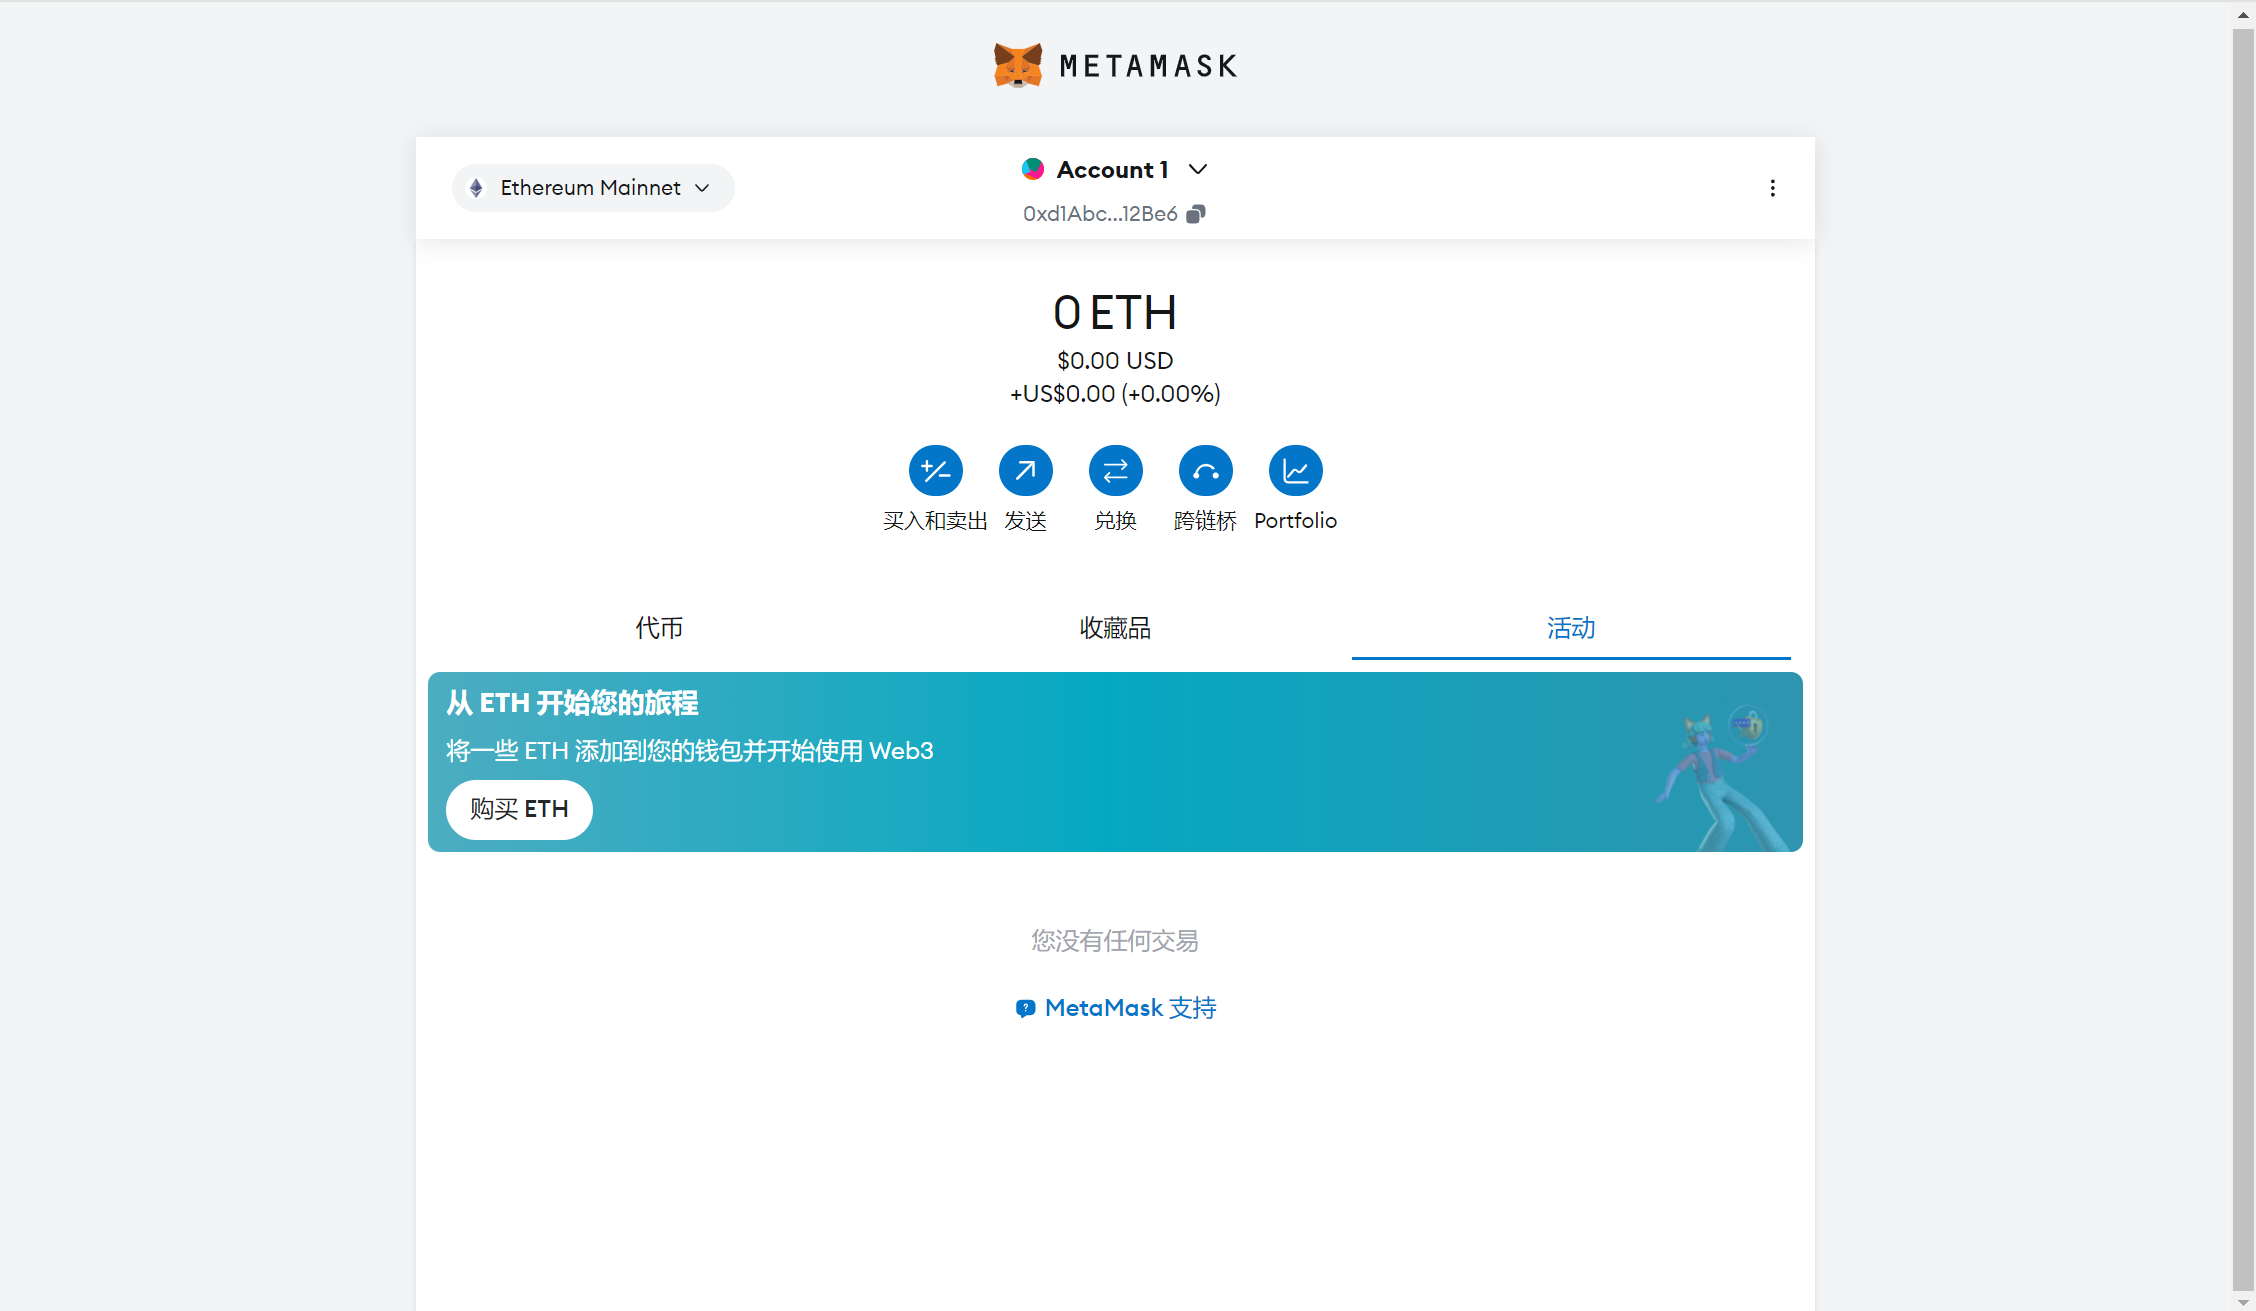 METAMASK
Ethereum Mainnet
Account 1
0xd1Abc...12Be6
0 ETH
$0.00 USD
+US$0.00 (+0.00%)
买入和卖出 发送 兑换 跨链桥 Portfolio
代币 收藏品 活动
从 ETH 开始您的旅程
将一些 ETH 添加到您的钱包并开始使用 Web3
购买 ETH
您没有任何交易
MetaMask 支持